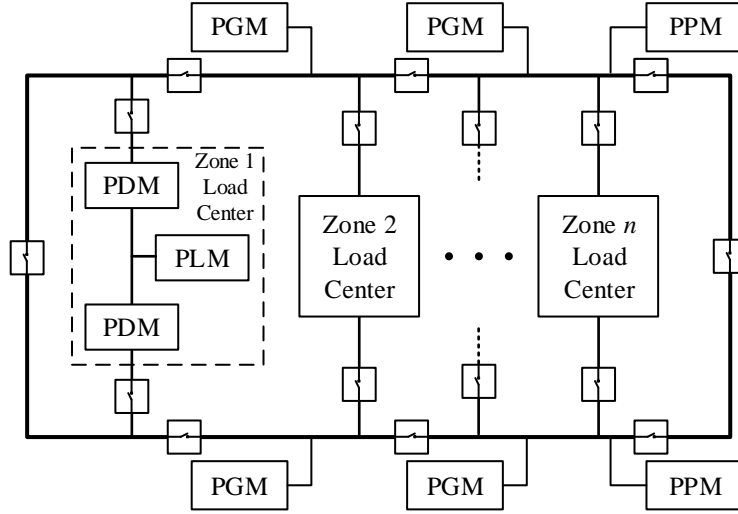 PGM
PGM
PPM
Zone 1
Load
Center
PDM
PLM
PDM
Zone 2
Load
Center
Zone n
Load
Center
PGM
PGM
PPM